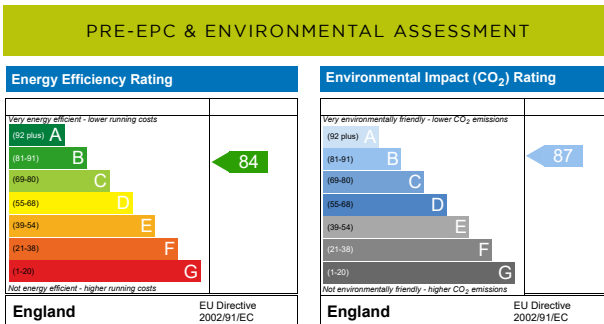 PRE-EPC & ENVIRONMENTAL ASSESSMENT
Energy Efficiency Rating
Very energy efficient - lower running costs
(92 plus) A
(81-91) B
84
(69-80) C
(55-68) D
(39-54) E
(21-38) F
(1-20) G
Not energy efficient - higher running costs
England
EU Directive
2002/91/EC
Environmental Impact (CO₂) Rating
Very environmentally friendly - lower CO₂ emissions
(92 plus) A
(81-91) B
87
(69-80) C
(55-68) D
(39-54) E
(21-38) F
(1-20) G
Not environmentally friendly - higher CO₂ emissions
England
EU Directive
2002/91/EC